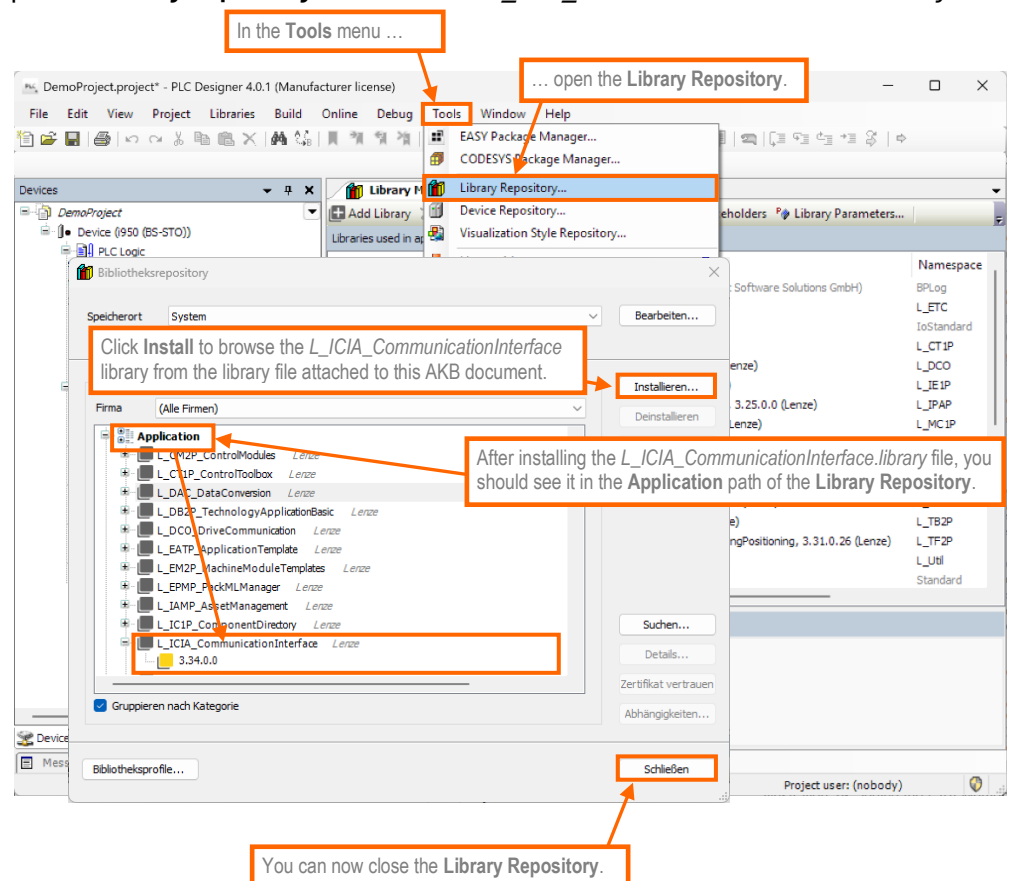 In the Tools menu …
… open the Library Repository.
DemoProject.project* - PLC Designer 4.0.1 (Manufacturer license)
File Edit View Project Libraries Build Online Debug Tools Window Help
EASY Package Manager...
CODESYS Package Manager...
Library Repository...
Device Repository...
Visualization Style Repository...
Devices
DemoProject
Device (i950 (BS-STO))
PLC Logic
Library M
Add Library
eholders Library Parameters...
Libraries used in ap
Namespace
t Software Solutions GmbH) BPLog
L_ETC
IoStandard
L_CT1P
enze) L_DCO
) L_IE1P
3.25.0.0 (Lenze) L_IPAP
Lenze) L_MC1P
e) L_TB2P
ngPositioning, 3.31.0.26 (Lenze) L_TF2P
L_Util
Standard
Bibliotheksrepository
Speicherort System Bearbeiten...
Click Install to browse the L_ICIA_CommunicationInterface
library from the library file attached to this AKB document.
Installieren...
Firma (Alle Firmen)
Deinstallieren
Application
L_CM2P_ControlModules Lenze
L_CT1P_ControlToolbox Lenze
L_DAC_DataConversion Lenze
L_DB2P_TechnologyApplicationBasic Lenze
L_DCO_DriveCommunication Lenze
L_EATP_ApplicationTemplate Lenze
L_EM2P_MachineModuleTemplates Lenze
L_EPMP_PackMLManager Lenze
L_IAMP_AssetManagement Lenze
L_IC1P_ComponentDirectory Lenze
L_ICIA_CommunicationInterface Lenze
3.34.0.0
After installing the L_ICIA_CommunicationInterface.library file, you
should see it in the Application path of the Library Repository.
Suchen...
Details...
Zertifikat vertrauen
Abhängigkeiten...
Gruppieren nach Kategorie
Bibliotheksprofile...
Schließen
Device
Mess
Project user: (nobody)
You can now close the Library Repository.